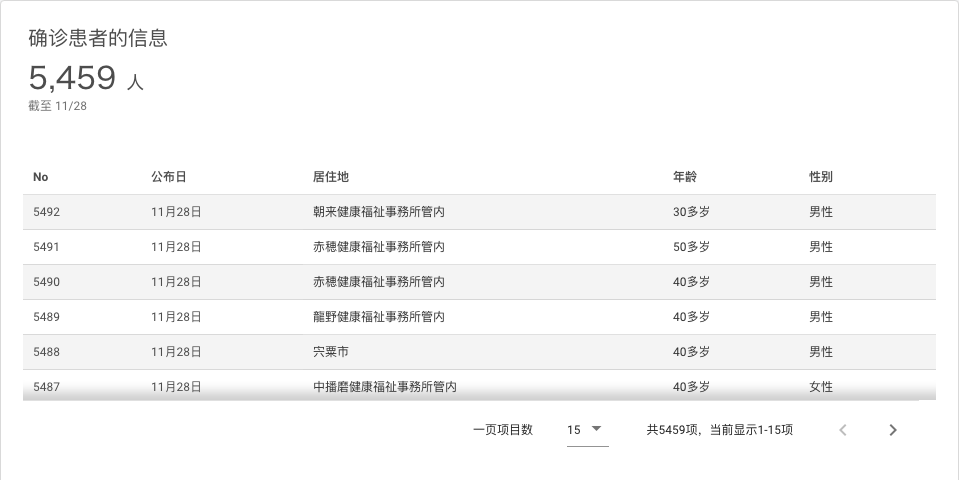 确诊患者的信息
5,459 人
截至 11/28
No 公布日 居住地 年龄 性别
5492 11月28日 朝来健康福祉事務所管内 30多岁 男性
5491 11月28日 赤穂健康福祉事務所管内 50多岁 男性
5490 11月28日 赤穂健康福祉事務所管内 40多岁 男性
5489 11月28日 龍野健康福祉事務所管内 40多岁 男性
5488 11月28日 宍粟市 40多岁 男性
5487 11月28日 中播磨健康福祉事務所管内 40多岁 女性
一页项目数 15 共5459项，当前显示1-15项